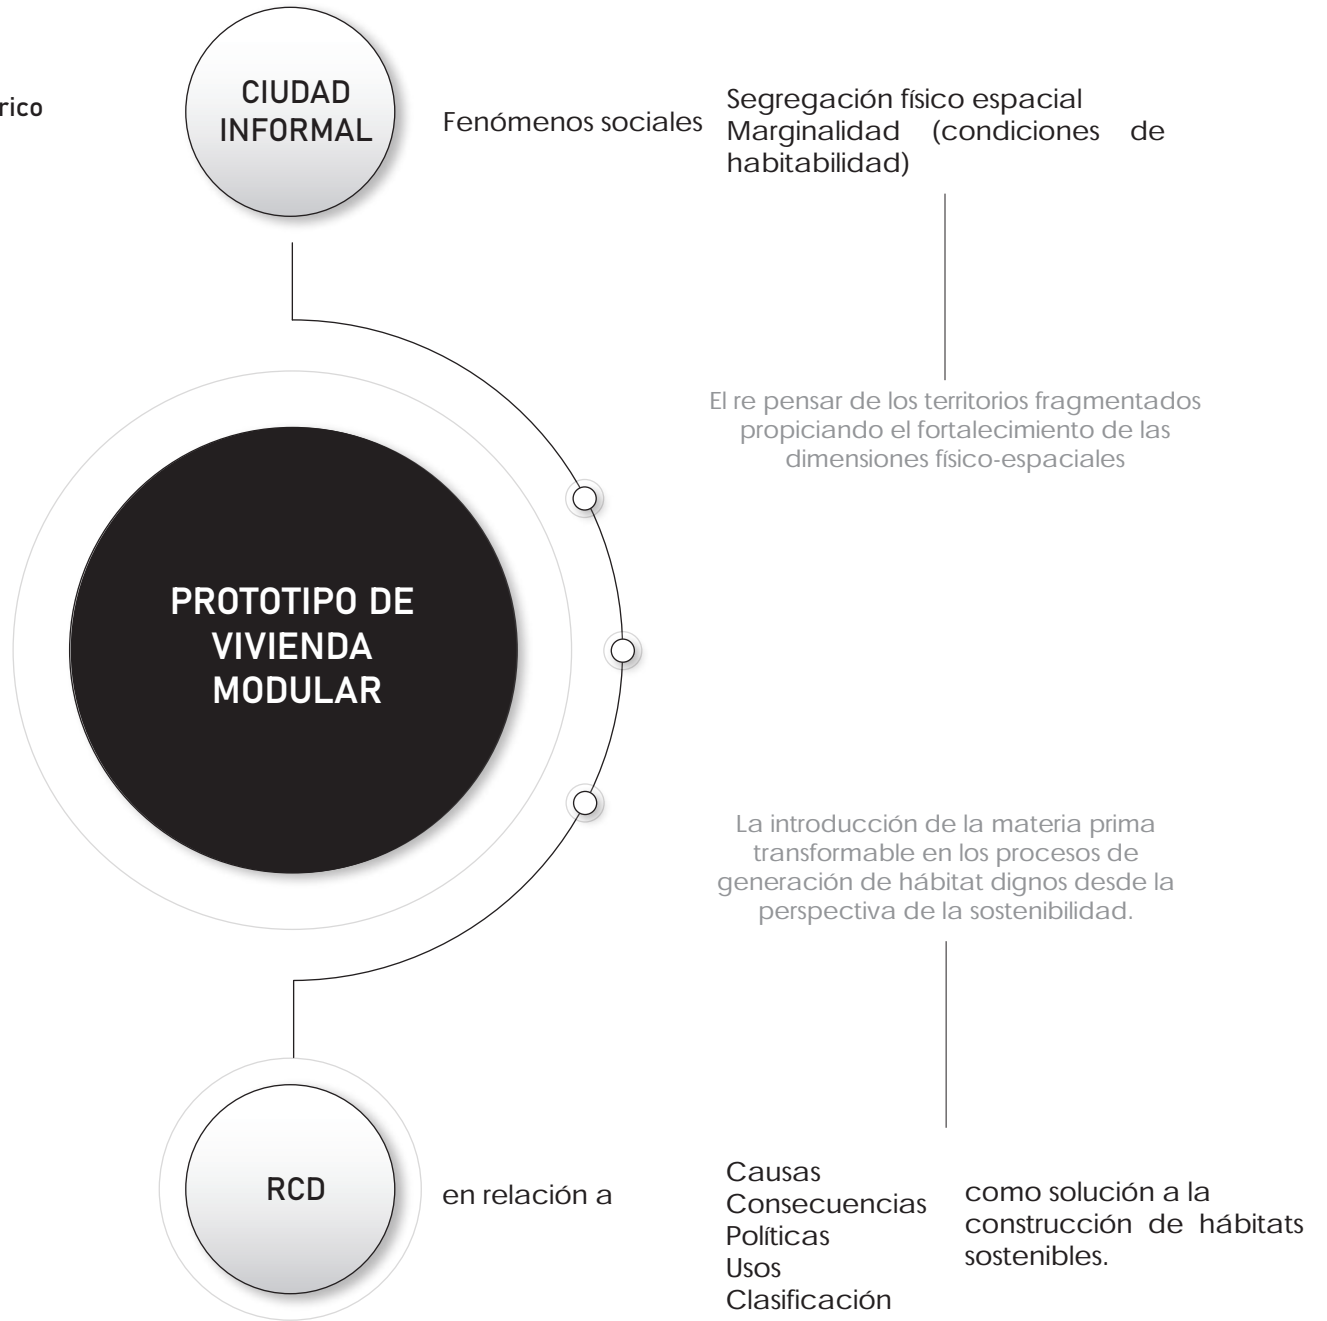 CIUDAD
INFORMAL
Fenómenos sociales
Segregación físico espacial
Marginalidad (condiciones de
habitabilidad)
El re pensar de los territorios fragmentados
propiciando el fortalecimiento de las
dimensiones físico-espaciales
PROTOTIPO DE
VIVIENDA
MODULAR
La introducción de la materia prima
transformable en los procesos de
generación de hábitat dignos desde la
perspectiva de la sostenibilidad.
RCD
en relación a
Causas
Consecuencias
Políticas
Usos
Clasificación
como solución a la
construcción de hábitats
sostenibles.